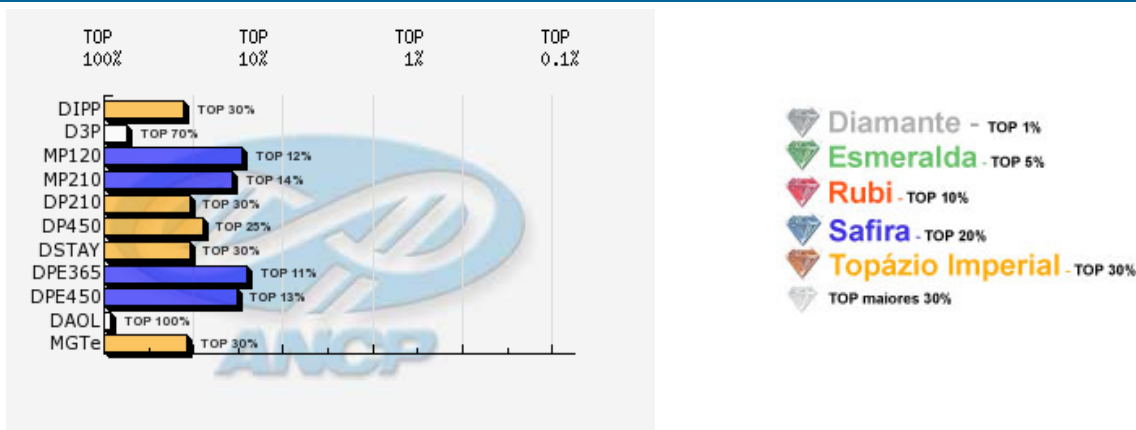 TOP 100%
TOP 10%
TOP 1%
TOP 0.1%
DIPP TOP 30%
D3P TOP 70%
MP120 TOP 12%
MP210 TOP 14%
DP210 TOP 30%
DP450 TOP 25%
DSTAY TOP 30%
DPE365 TOP 11%
DPE450 TOP 13%
DAOL TOP 100%
MGTe TOP 30%
ANCP
Diamante - TOP 1%
Esmeralda - TOP 5%
Rubi - TOP 10%
Safira - TOP 20%
Topázio Imperial - TOP 30%
TOP maiores 30%